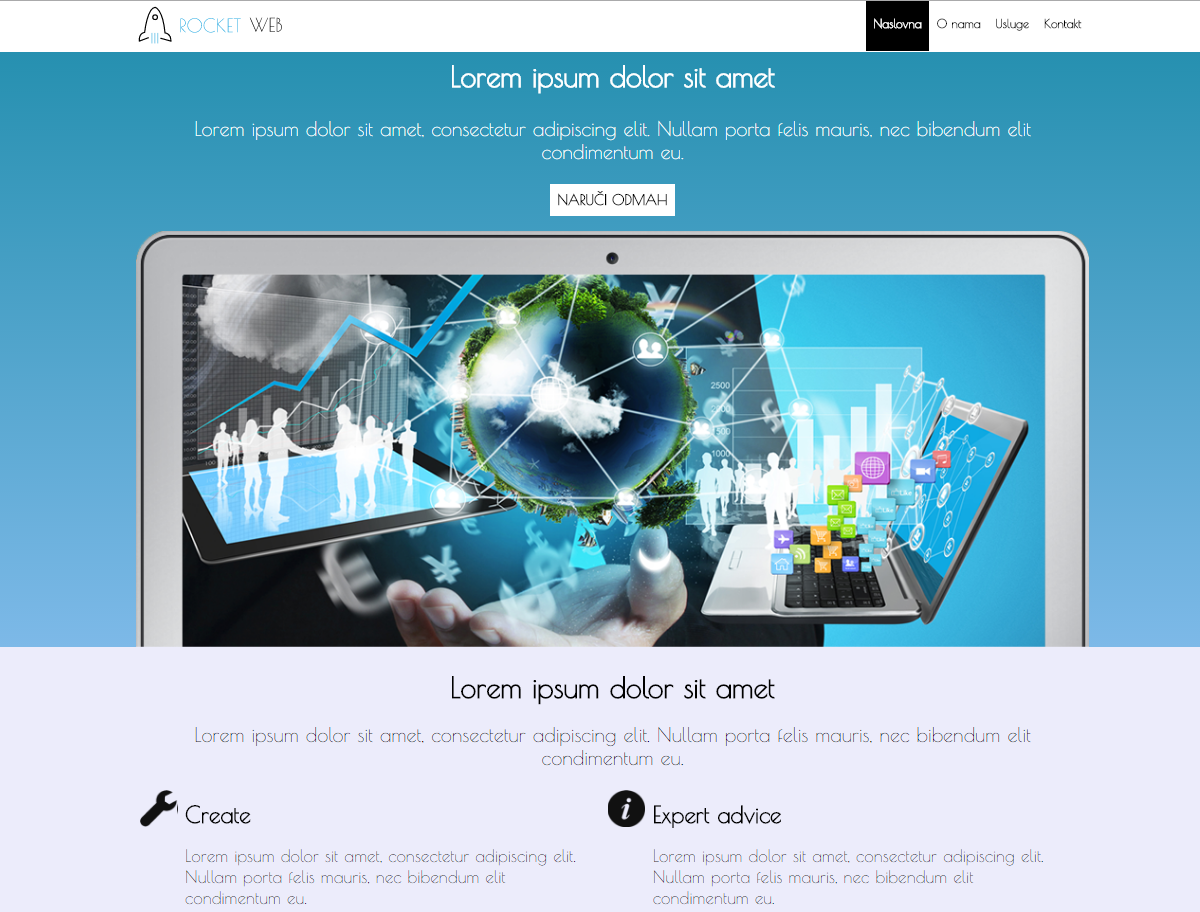 ROCKET WEB
Naslovna O nama Usluge Kontakt
Lorem ipsum dolor sit amet
Lorem ipsum dolor sit amet, consectetur adipiscing elit. Nullam porta felis mauris, nec bibendum elit
condimentum eu.
NARUČI ODMAH
2500
1000
Lorem ipsum dolor sit amet
Lorem ipsum dolor sit amet, consectetur adipiscing elit. Nullam porta felis mauris, nec bibendum elit
condimentum eu.
Create
Lorem ipsum dolor sit amet, consectetur adipiscing elit.
Nullam porta felis mauris, nec bibendum elit
condimentum eu.
Expert advice
Lorem ipsum dolor sit amet, consectetur adipiscing elit.
Nullam porta felis mauris, nec bibendum elit
condimentum eu.